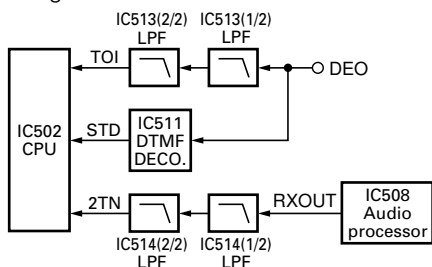 IC513(2/2) IC513(1/2)
LPF LPF
TOI
DEO
IC502
CPU
STD
IC511
DTMF
DECO.
2TN
RXOUT
IC508
Audio
processor
IC514(2/2) IC514(1/2)
LPF LPF